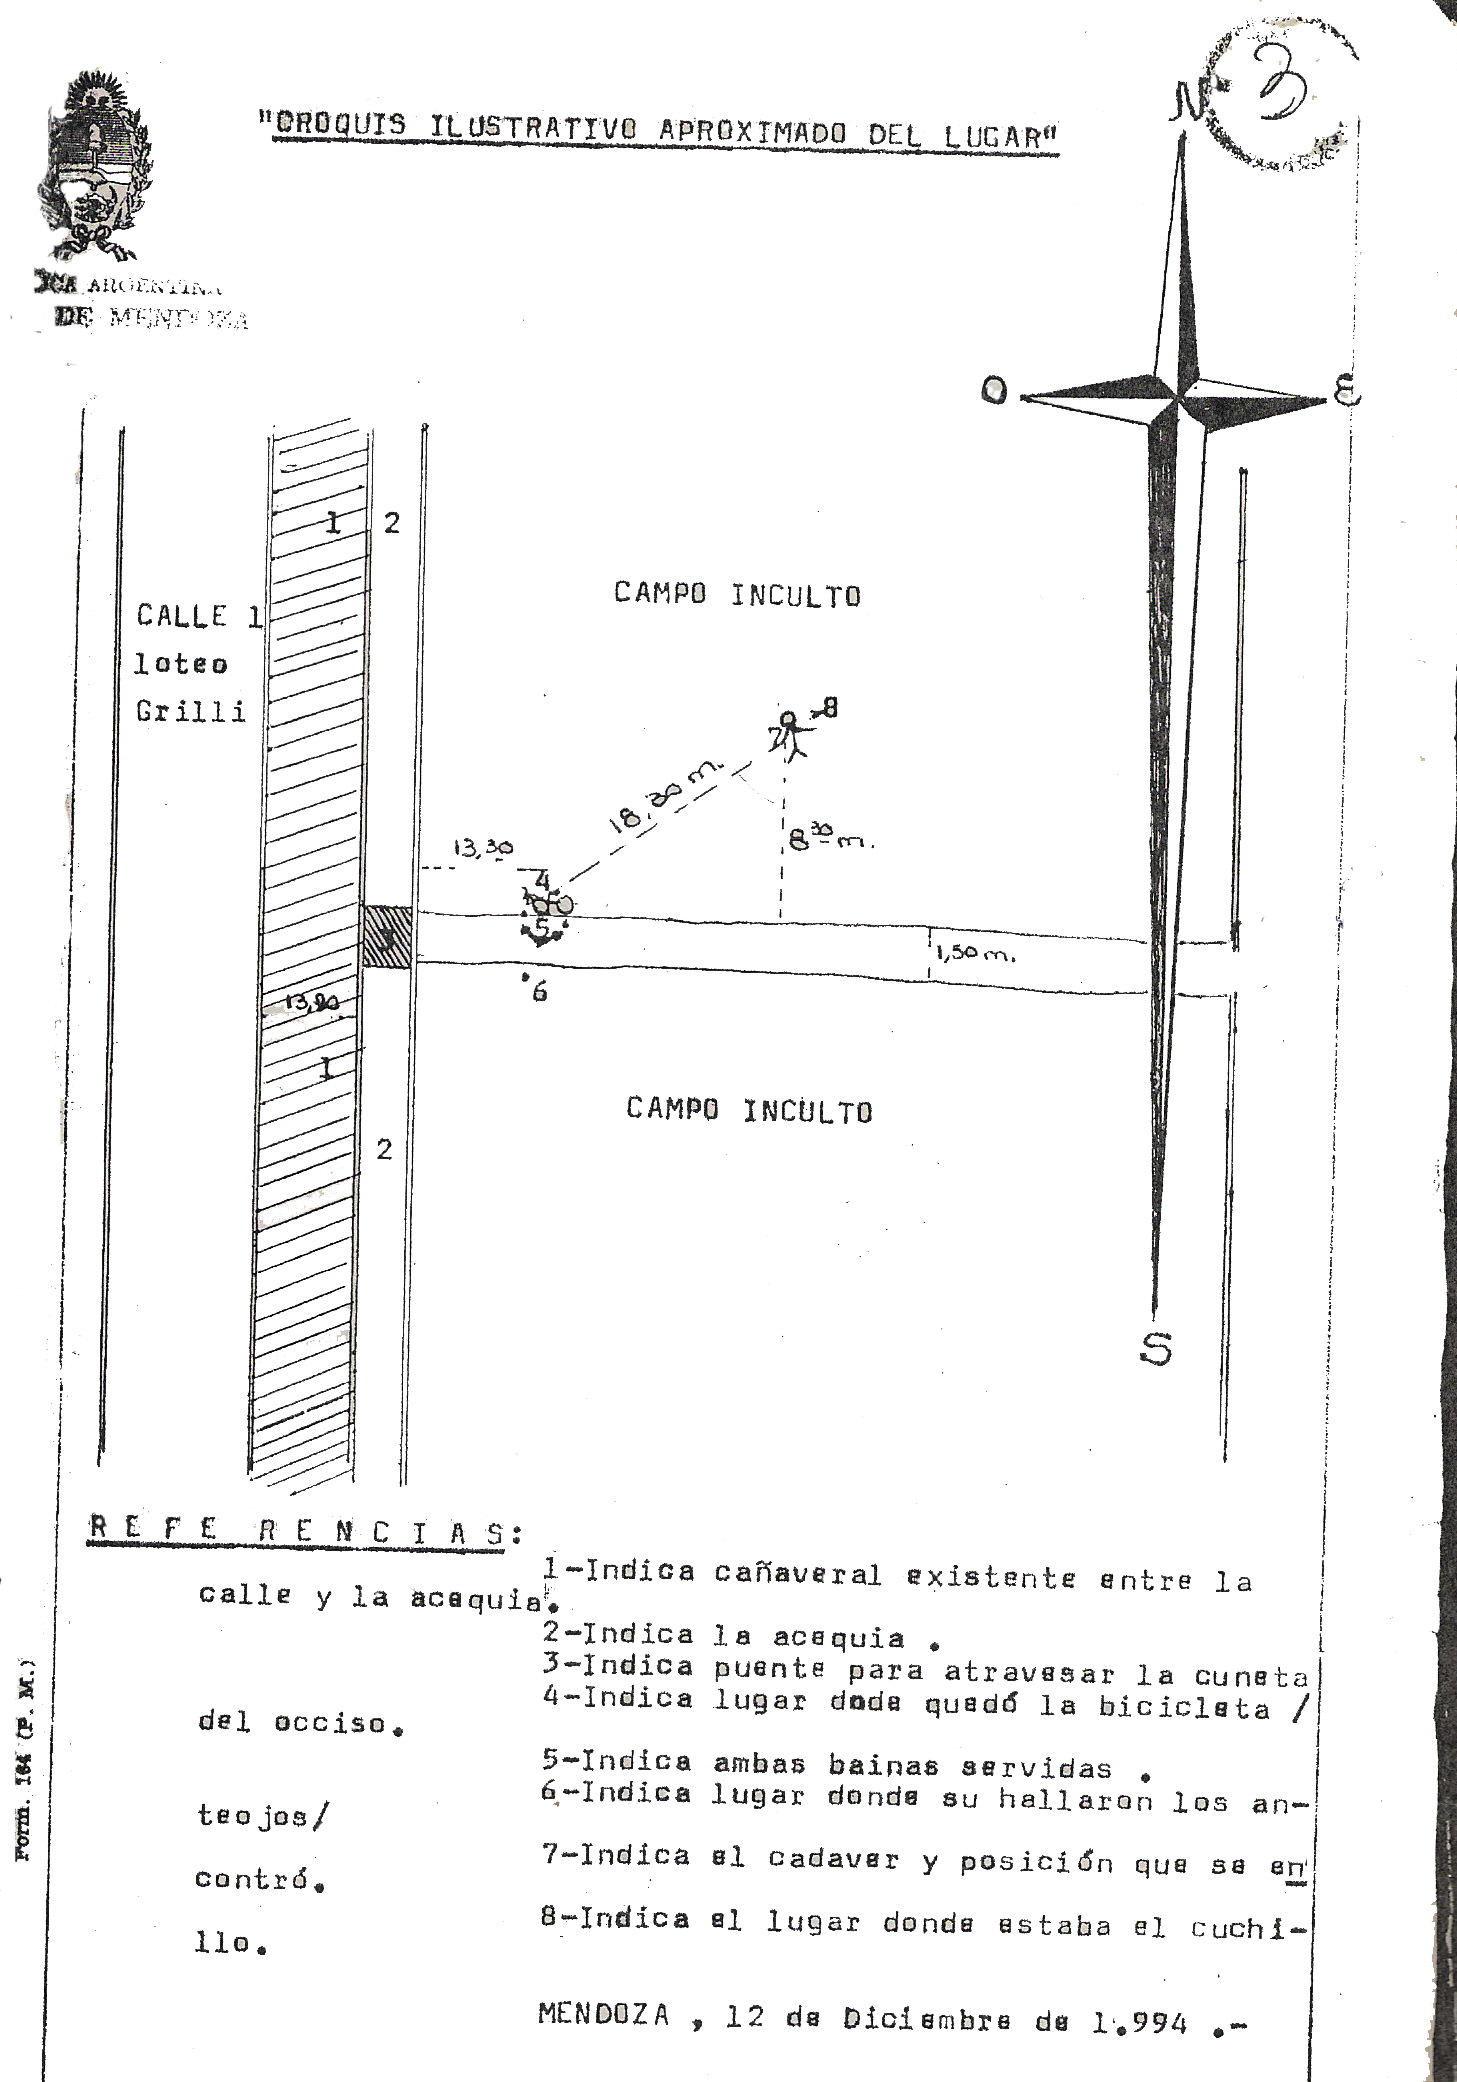 3
N
"CROQUIS ILUSTRATIVO APROXIMADO DEL LUGAR"
ICA ARGENTINA
DE MENDOZA
O
E
1
2
CAMPO INCULTO
CALLE 1
loteo
Grilli
8
7
18,30 m.
8 30 m.
13,30
4
5
3
1,50 m.
6
1
CAMPO INCULTO
2
S
R E F E R E N C I A S:
1-Indica cañaveral existente entre la
calle y la acequia.
2-Indica la acequia .
3-Indica puente para atravesar la cuneta
4-Indica lugar dode quedó la bicicleta /
del occiso.
5-Indica ambas bainas servidas .
6-Indica lugar donde su hallaron los an-
teojos/
7-Indica el cadaver y posición que se en
contró.
8-Indica el lugar donde estaba el cuchi-
llo.
MENDOZA , 12 de Diciembre de 1.994 .-
Form. 164 (P. M.)